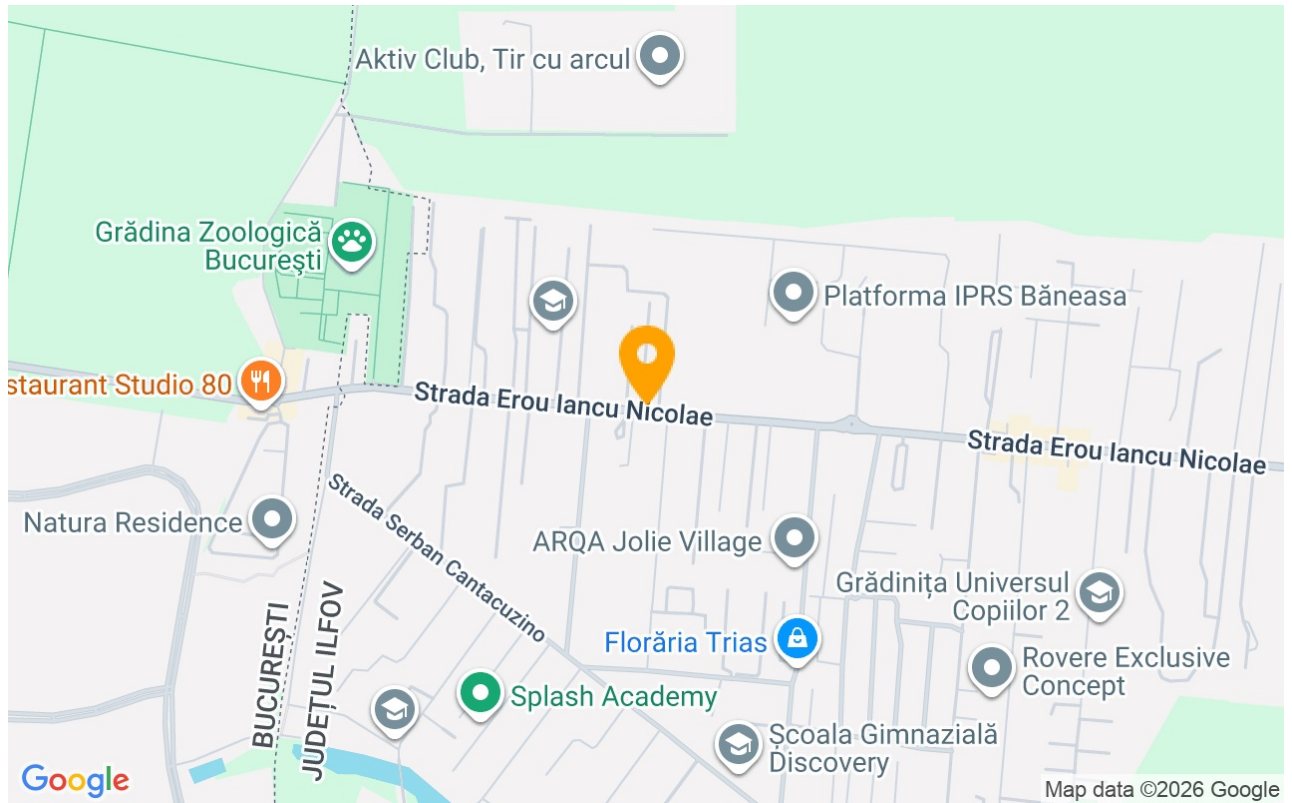 Aktiv Club, Tir cu arcul
Grădina Zoologică
București
Platforma IPRS Băneasa
staurant Studio 80
Strada Erou Iancu Nicolae
Strada Erou Iancu Nicolae
Natura Residence
Strada Serban Cantacuzino
ARQA Jolie Village
Grădinița Universul
Copiilor 2
BUCUREȘTI
JUDEȚUL ILFOV
Florăria Trias
Rovere Exclusive
Concept
Splash Academy
Școala Gimnazială
Discovery
Google
Map data ©2026 Google